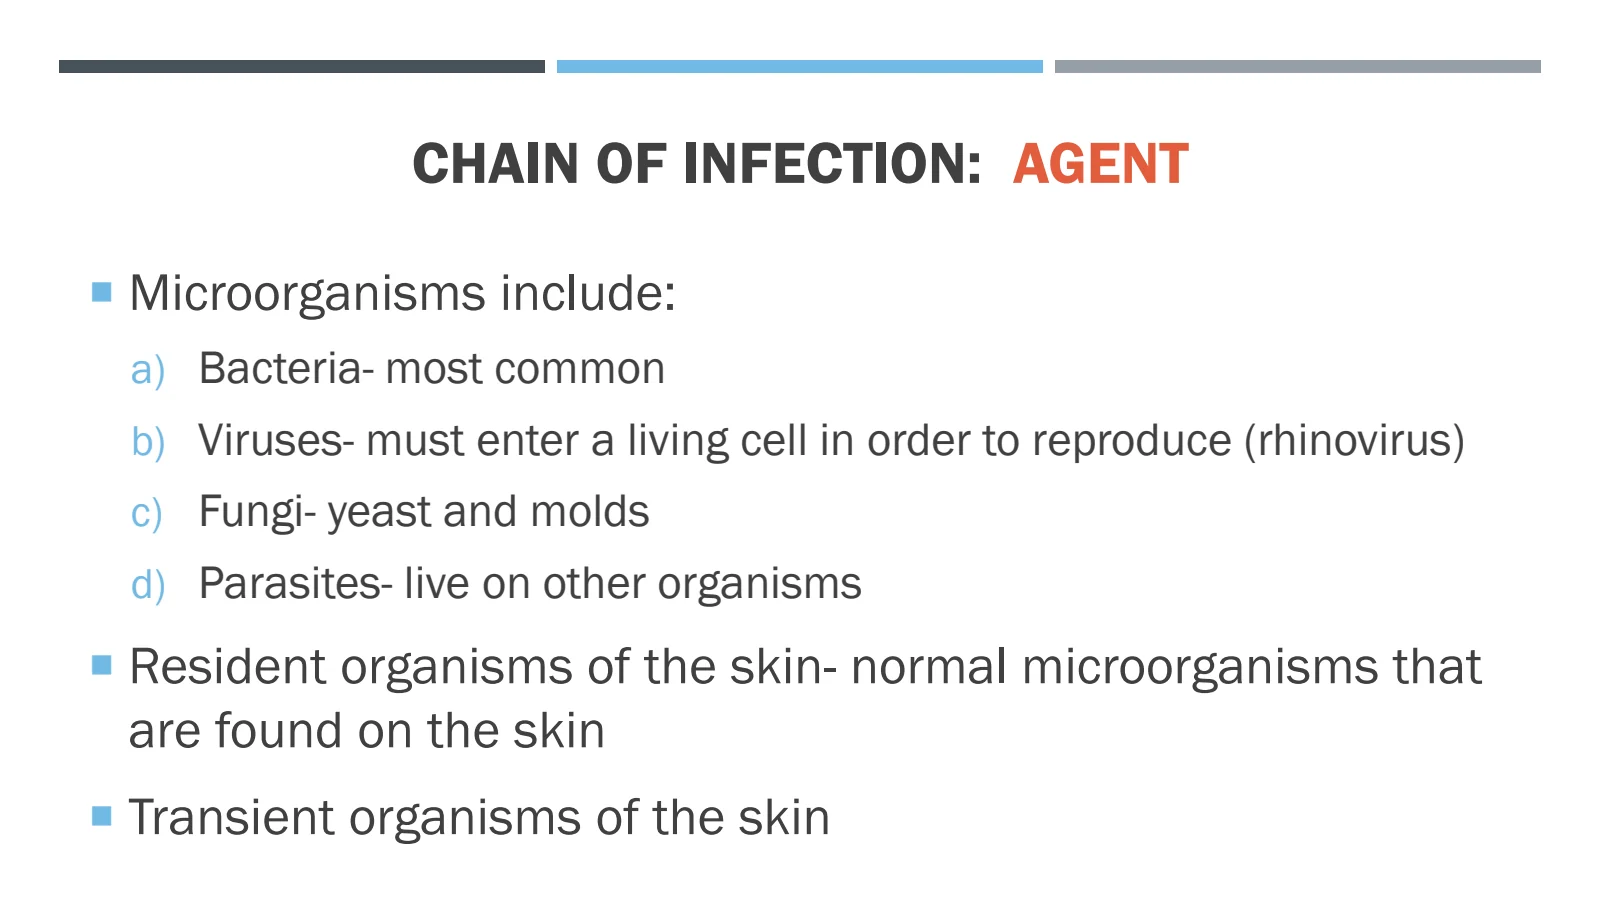 CHAIN OF INFECTION: AGENT
Microorganisms include:
a) Bacteria- most common
b) Viruses- must enter a living cell in order to reproduce (rhinovirus)
c) Fungi- yeast and molds
d) Parasites- live on other organisms
Resident organisms of the skin- normal microorganisms that
are found on the skin
Transient organisms of the skin